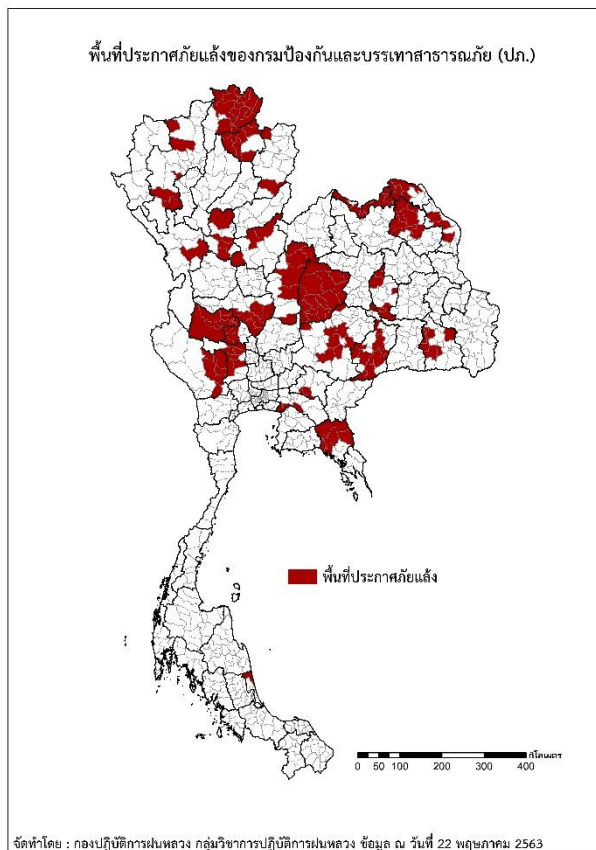 พื้นที่ประกาศภัยแล้งของกรมป้องกันและบรรเทาสาธารณภัย (ปภ.)
พื้นที่ประกาศภัยแล้ง
กิโลเมตร
0 50 100 200 300 400
จัดทำโดย : กองปฏิบัติการฝนหลวง กลุ่มวิชาการปฏิบัติการฝนหลวง ข้อมูล ณ วันที่ 22 พฤษภาคม 2563